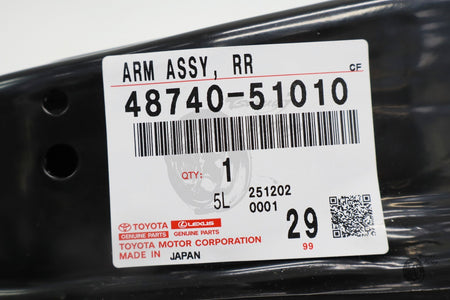 ARM ASSY, RR
CF
48740-51010
QTY: 1
5L 251202
0001
TOYOTA LEXUS
GENUINE PARTS GENUINE PARTS
29
TOYOTA MOTOR CORPORATION
99
MADE IN JAPAN